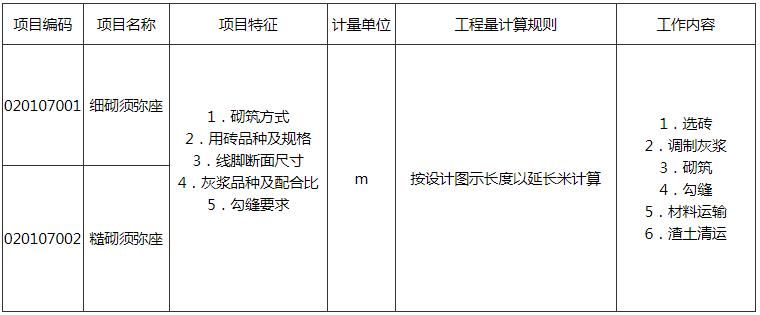 项目编码 项目名称 项目特征 计量单位 工程量计算规则 工作内容
020107001 细砌须弥座
020107002 糙砌须弥座
1．砌筑方式
2．用砖品种及规格
3．线脚断面尺寸
4．灰浆品种及配合比
5．勾缝要求
m
按设计图示长度以延长米计算
1．选砖
2．调制灰浆
3．砌筑
4．勾缝
5．材料运输
6．渣土清运